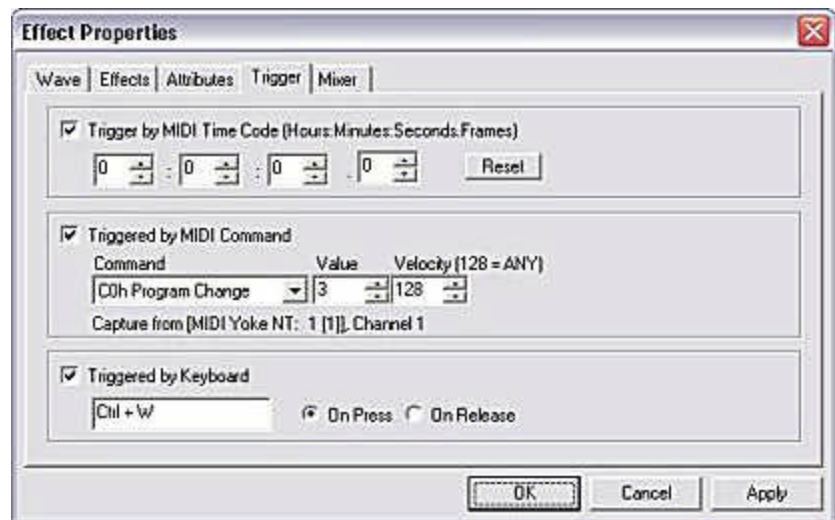 Effect Properties
Wave Effects Attributes Trigger Mixer
Trigger by MIDI Time Code (Hours:Minutes:Seconds.Frames)
0 : 0 : 0 . 0 Reset
Triggered by MIDI Command
Command Value Velocity (128 = ANY)
C0h Program Change 3 128
Capture from [MIDI Yoke NT: 1 [1]], Channel 1
Triggered by Keyboard
Ctrl + W On Press On Release
OK Cancel Apply